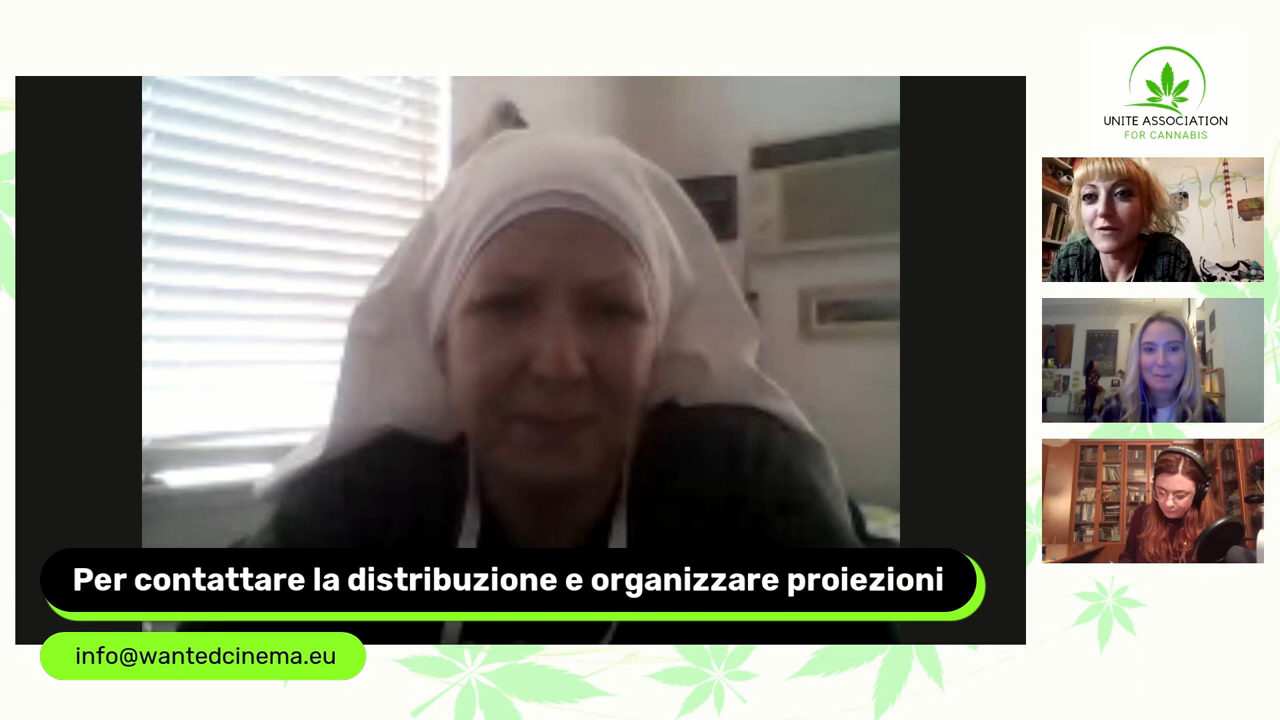 UNITE ASSOCIATION
FOR CANNABIS
Per contattare la distribuzione e organizzare proiezioni
info@wantedcinema.eu